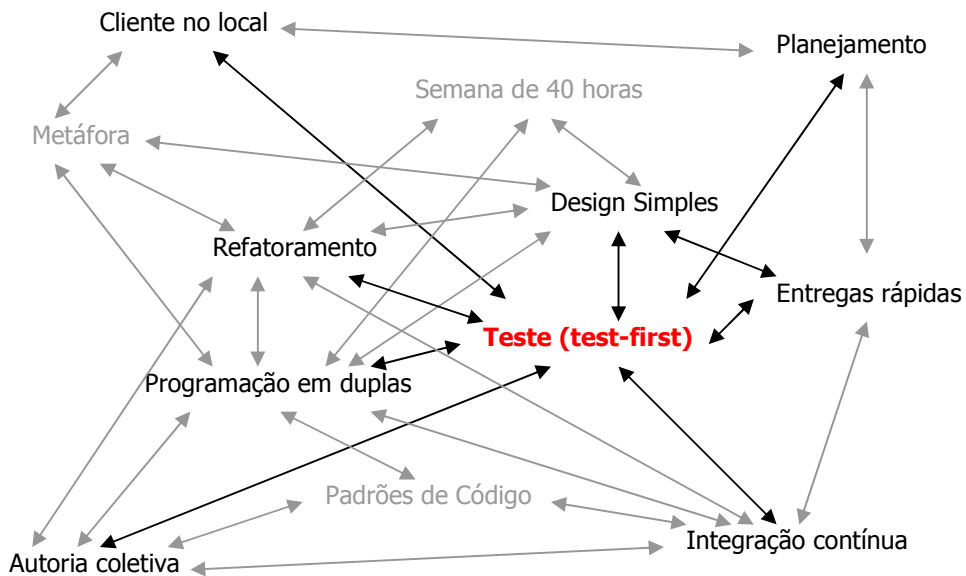 Cliente no local
Planejamento
Semana de 40 horas
Metáfora
Design Simples
Refatoramento
Entregas rápidas
Teste (test-first)
Programação em duplas
Padrões de Código
Integração contínua
Autoria coletiva